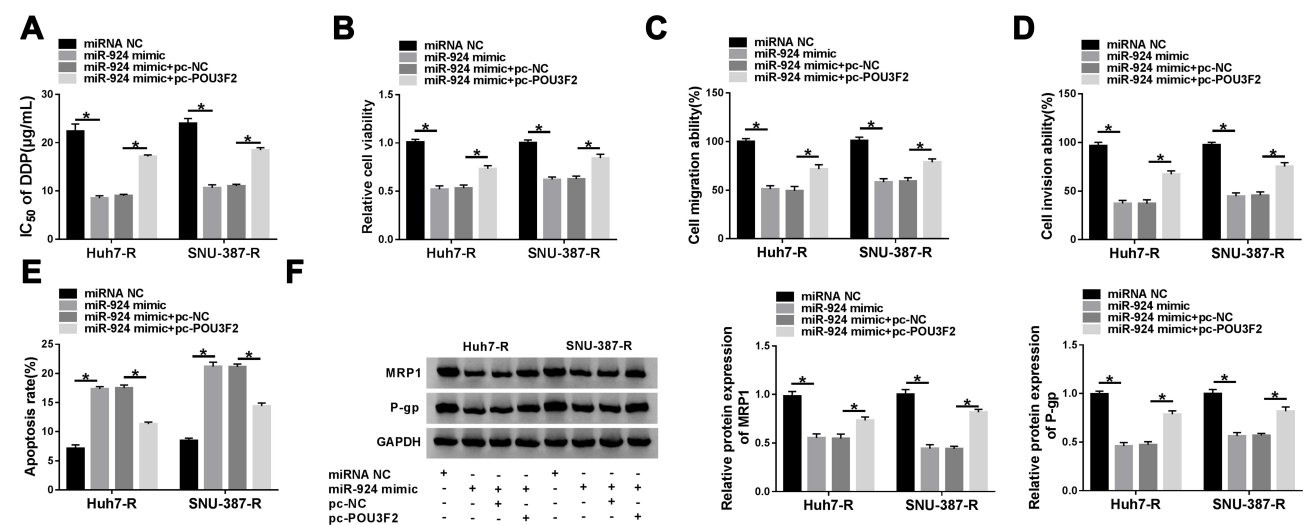 A
miRNA NC
miR-924 mimic
miR-924 mimic+pc-NC
miR-924 mimic+pc-POU3F2
IC50 of DDP(µg/mL)
30
20
10
0
* * * *
Huh7-R SNU-387-R
B
miRNA NC
miR-924 mimic
miR-924 mimic+pc-NC
miR-924 mimic+pc-POU3F2
Relative cell viability
1.5
1.0
0.5
0.0
* * * *
Huh7-R SNU-387-R
C
miRNA NC
miR-924 mimic
miR-924 mimic+pc-NC
miR-924 mimic+pc-POU3F2
Cell migration ability(%)
150
100
50
0
* * * *
Huh7-R SNU-387-R
D
miRNA NC
miR-924 mimic
miR-924 mimic+pc-NC
miR-924 mimic+pc-POU3F2
Cell invision ability(%)
150
100
50
0
* * * *
Huh7-R SNU-387-R
E
miRNA NC
miR-924 mimic
miR-924 mimic+pc-NC
miR-924 mimic+pc-POU3F2
Apoptosis rate(%)
25
20
15
10
5
0
* * * *
Huh7-R SNU-387-R
F
Huh7-R SNU-387-R
MRP1
P-gp
GAPDH
miRNA NC + - - - + - - -
miR-924 mimic - + + + - + + +
pc-NC - - + - - - + -
pc-POU3F2 - - - + - - - +
miRNA NC
miR-924 mimic
miR-924 mimic+pc-NC
miR-924 mimic+pc-POU3F2
Relative protein expression
of MRP1
1.5
1.0
0.5
0.0
* * * *
Huh7-R SNU-387-R
miRNA NC
miR-924 mimic
miR-924 mimic+pc-NC
miR-924 mimic+pc-POU3F2
Relative protein expression
of P-gp
1.5
1.0
0.5
0.0
* * * *
Huh7-R SNU-387-R